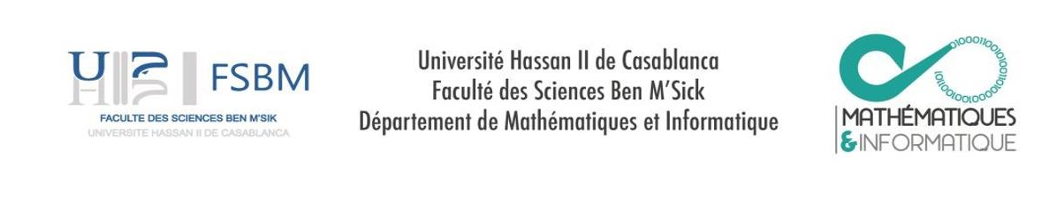 UH2C FSBM
FACULTE DES SCIENCES BEN M'SIK
UNIVERSITE HASSAN II DE CASABLANCA
Université Hassan II de Casablanca
Faculté des Sciences Ben M'Sick
Département de Mathématiques et Informatique
MATHÉMATIQUES
&INFORMATIQUE